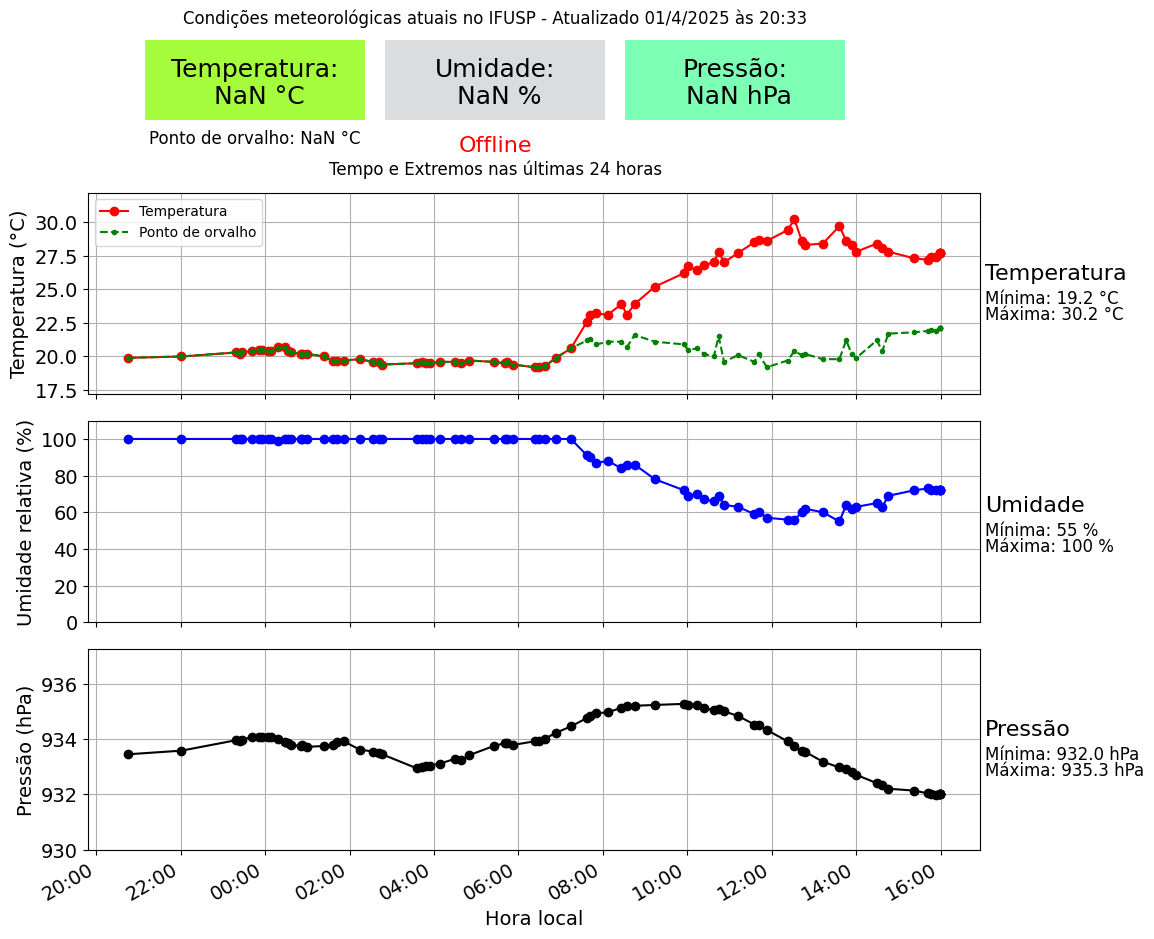 Condições meteorológicas atuais no IFUSP - Atualizado 01/4/2025 às 20:33
Temperatura:
NaN °C
Umidade:
NaN %
Pressão:
NaN hPa
Ponto de orvalho: NaN °C
Offline
Tempo e Extremos nas últimas 24 horas
Temperatura (°C)
30.0
27.5
25.0
22.5
20.0
17.5
Temperatura
Ponto de orvalho
Temperatura
Mínima: 19.2 °C
Máxima: 30.2 °C
Umidade relativa (%)
100
80
60
40
20
0
Umidade
Mínima: 55 %
Máxima: 100 %
Pressão (hPa)
936
934
932
930
Pressão
Mínima: 932.0 hPa
Máxima: 935.3 hPa
20:00
22:00
00:00
02:00
04:00
06:00
08:00
10:00
12:00
14:00
16:00
Hora local